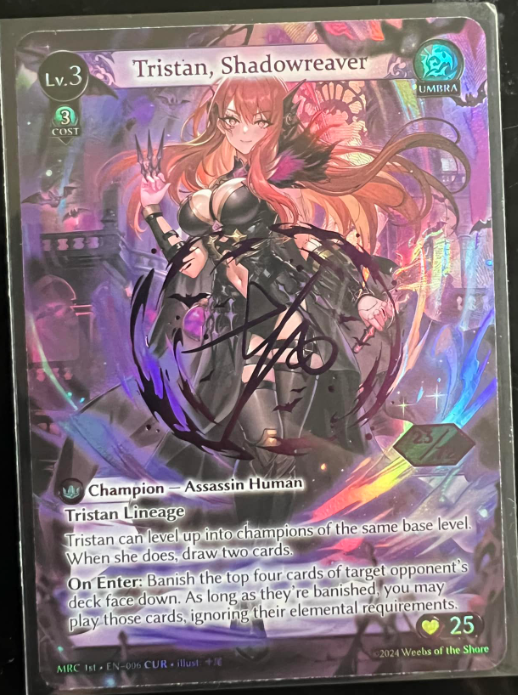 Lv.3
Tristan, Shadowreaver
UMBRA
3
COST
Champion — Assassin Human
Tristan Lineage
Tristan can level up into champions of the same base level.
When she does, draw two cards.
On Enter: Banish the top four cards of target opponent's
deck face down. As long as they're banished, you may
play those cards, ignoring their elemental requirements.
25
MRC 1st • EN-006 CUR • illust
©2024 Weebs of the Shore